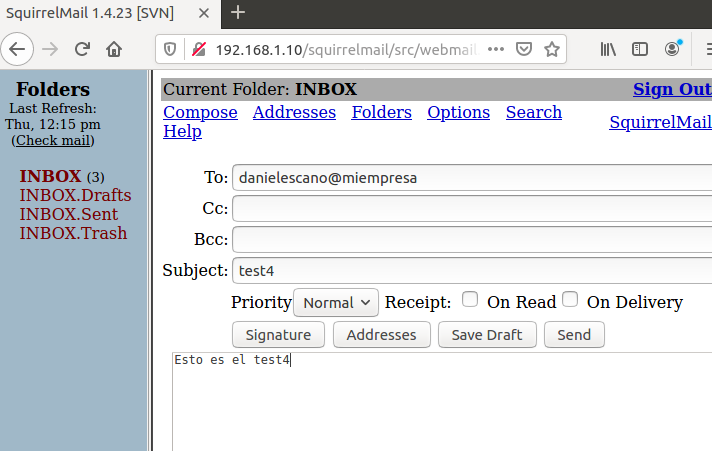 SquirrelMail 1.4.23 [SVN]
192.168.1.10/squirrelmail/src/webmai
Folders
Last Refresh:
Thu, 12:15 pm
(Check mail)
INBOX (3)
INBOX.Drafts
INBOX.Sent
INBOX.Trash
Current Folder: INBOX Sign Out
Compose Addresses Folders Options Search
Help SquirrelMail
To: danielescano@miempresa
Cc:
Bcc:
Subject: test4
Priority Normal Receipt: On Read On Delivery
Signature Addresses Save Draft Send
Esto es el test4